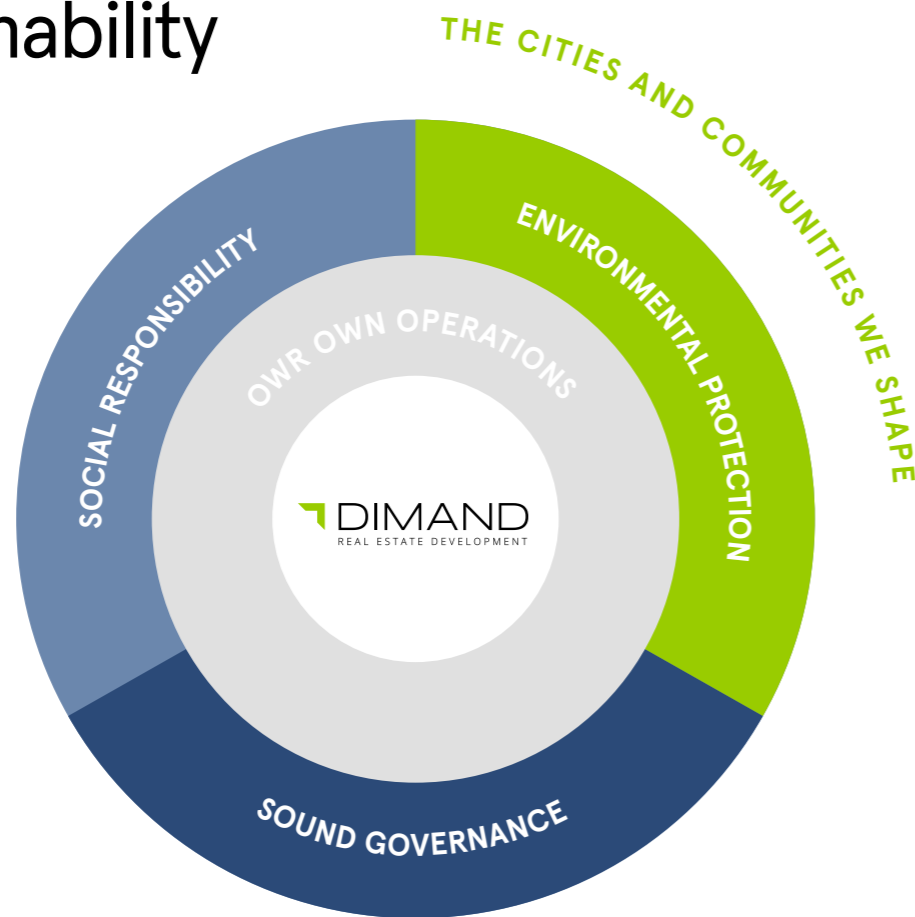 nability
THE CITIES AND COMMUNITIES WE SHAPE
SOCIAL RESPONSIBILITY
ENVIRONMENTAL PROTECTION
OWR OWN OPERATIONS
DIMAND
REAL ESTATE DEVELOPMENT
SOUND GOVERNANCE